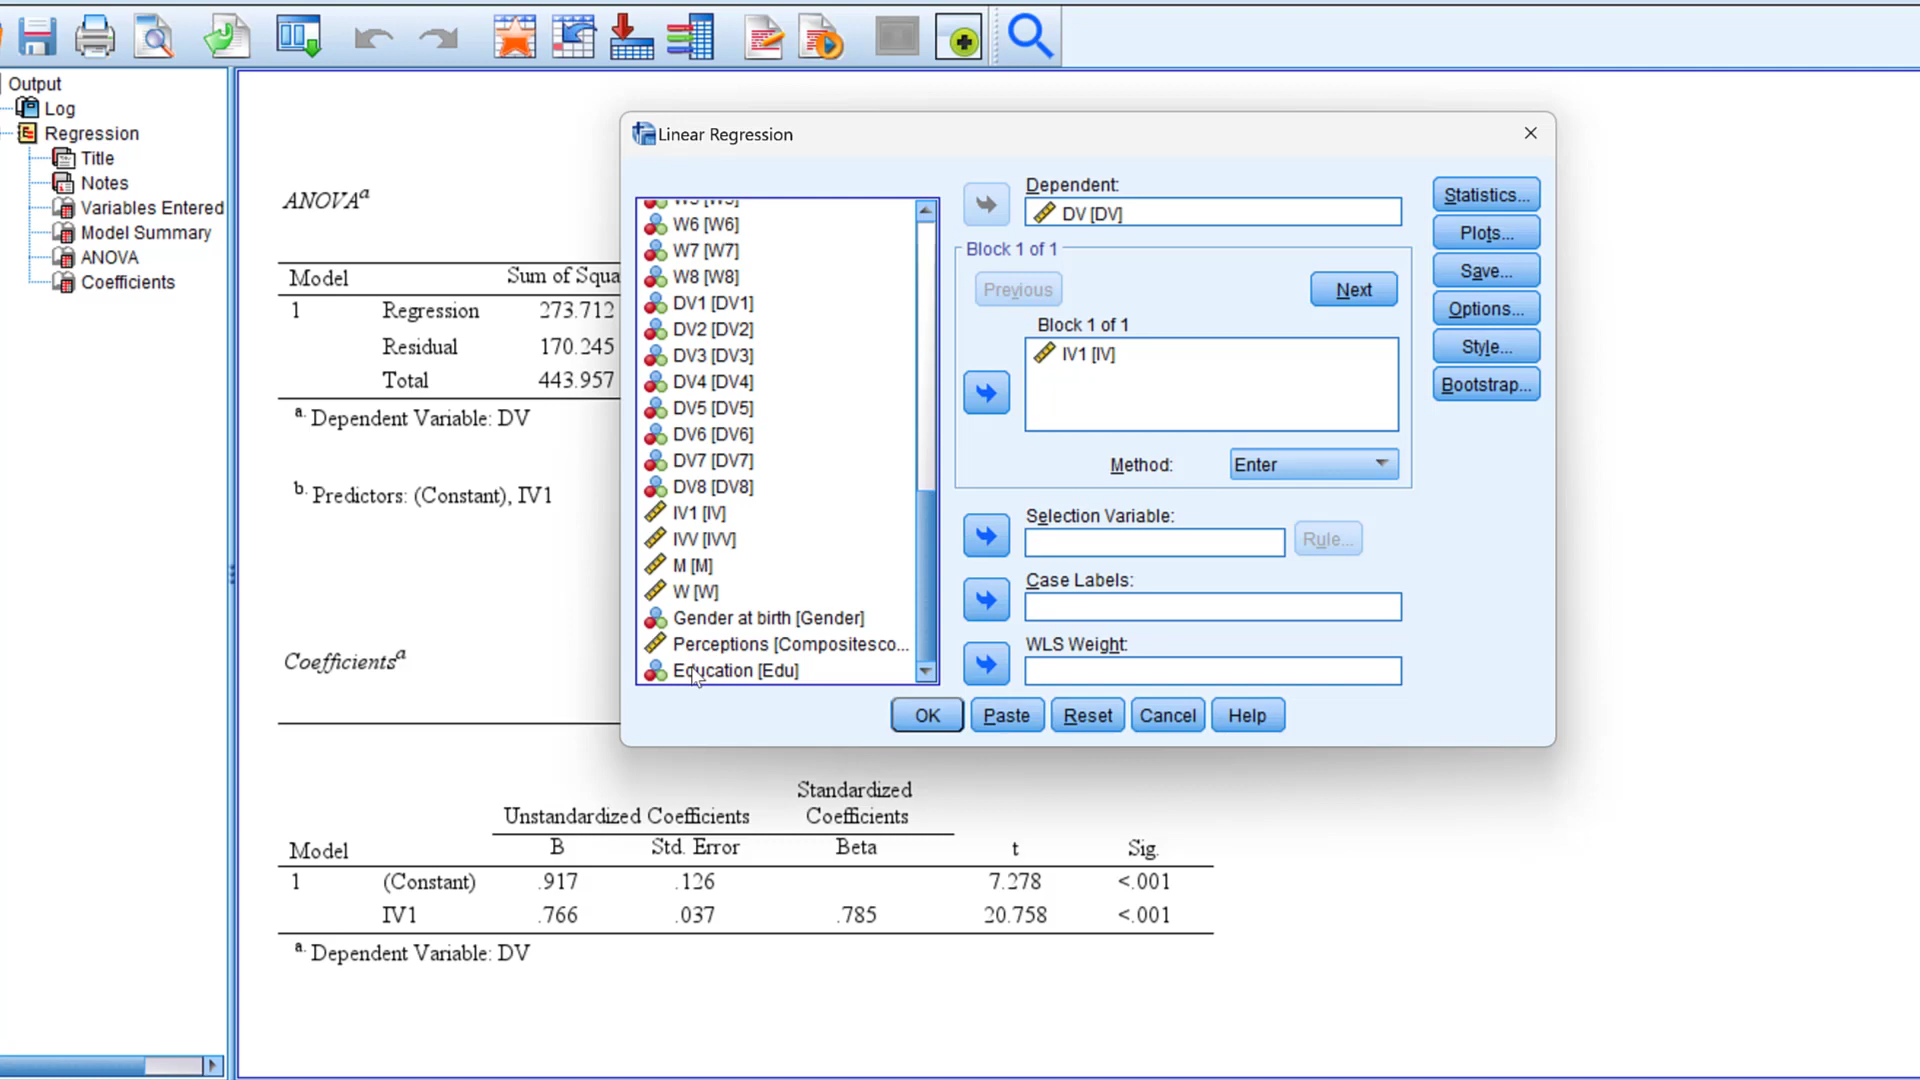 Output
Log
Regression
Title
Notes
Variables Entered
Model Summary
ANOVA
Coefficients
ANOVAa
Model Sum of Squa
1 Regression 273.712
Residual 170.245
Total 443.957
a. Dependent Variable: DV
b. Predictors: (Constant), IV1
Coefficientsa
Linear Regression
W5 [W5]
W6 [W6]
W7 [W7]
W8 [W8]
DV1 [DV1]
DV2 [DV2]
DV3 [DV3]
DV4 [DV4]
DV5 [DV5]
DV6 [DV6]
DV7 [DV7]
DV8 [DV8]
IV1 [IV]
IVV [IVV]
M [M]
W [W]
Gender at birth [Gender]
Perceptions [Compositesco...
Education [Edu]
Dependent:
DV [DV]
Block 1 of 1
Previous
Next
Block 1 of 1
IV1 [IV]
Method:
Enter
Selection Variable:
Rule...
Case Labels:
WLS Weight:
Statistics...
Plots...
Save...
Options...
Style...
Bootstrap...
OK
Paste
Reset
Cancel
Help
Standardized
Unstandardized Coefficients Coefficients
Model B Std. Error Beta t Sig.
1 (Constant) .917 .126 7.278 <.001
IV1 .766 .037 .785 20.758 <.001
a. Dependent Variable: DV